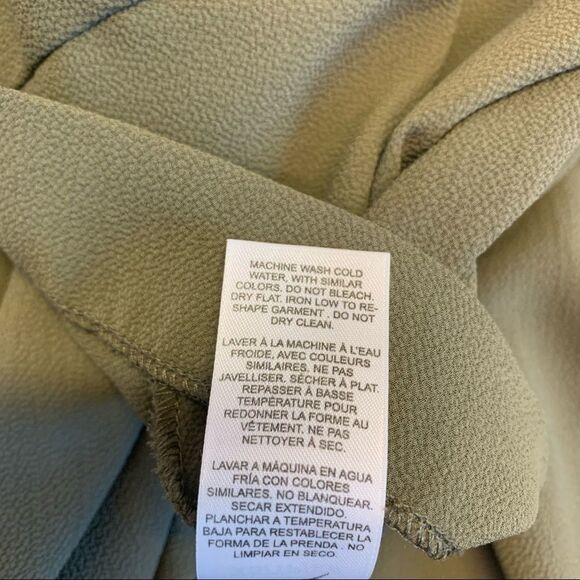 MACHINE WASH COLD
WATER, WITH SIMILAR
COLORS. DO NOT BLEACH.
DRY FLAT. IRON LOW TO RE-
SHAPE GARMENT . DO NOT
DRY CLEAN.
LAVER À LA MACHINE À L'EAU
FROIDE, AVEC COULEURS
SIMILAIRES. NE PAS
JAVELLISER. SÉCHER À PLAT.
REPASSER À BASSE
TEMPÉRATURE POUR
REDONNER LA FORME AU
VÊTEMENT. NE PAS
NETTOYER À SEC.
LAVAR A MÁQUINA EN AGUA
FRÍA CON COLORES
SIMILARES. NO BLANQUEAR.
SECAR EXTENDIDO.
PLANCHAR A TEMPERATURA
BAJA PARA RESTABLECER LA
FORMA DE LA PRENDA . NO
LIMPIAR EN SECO.